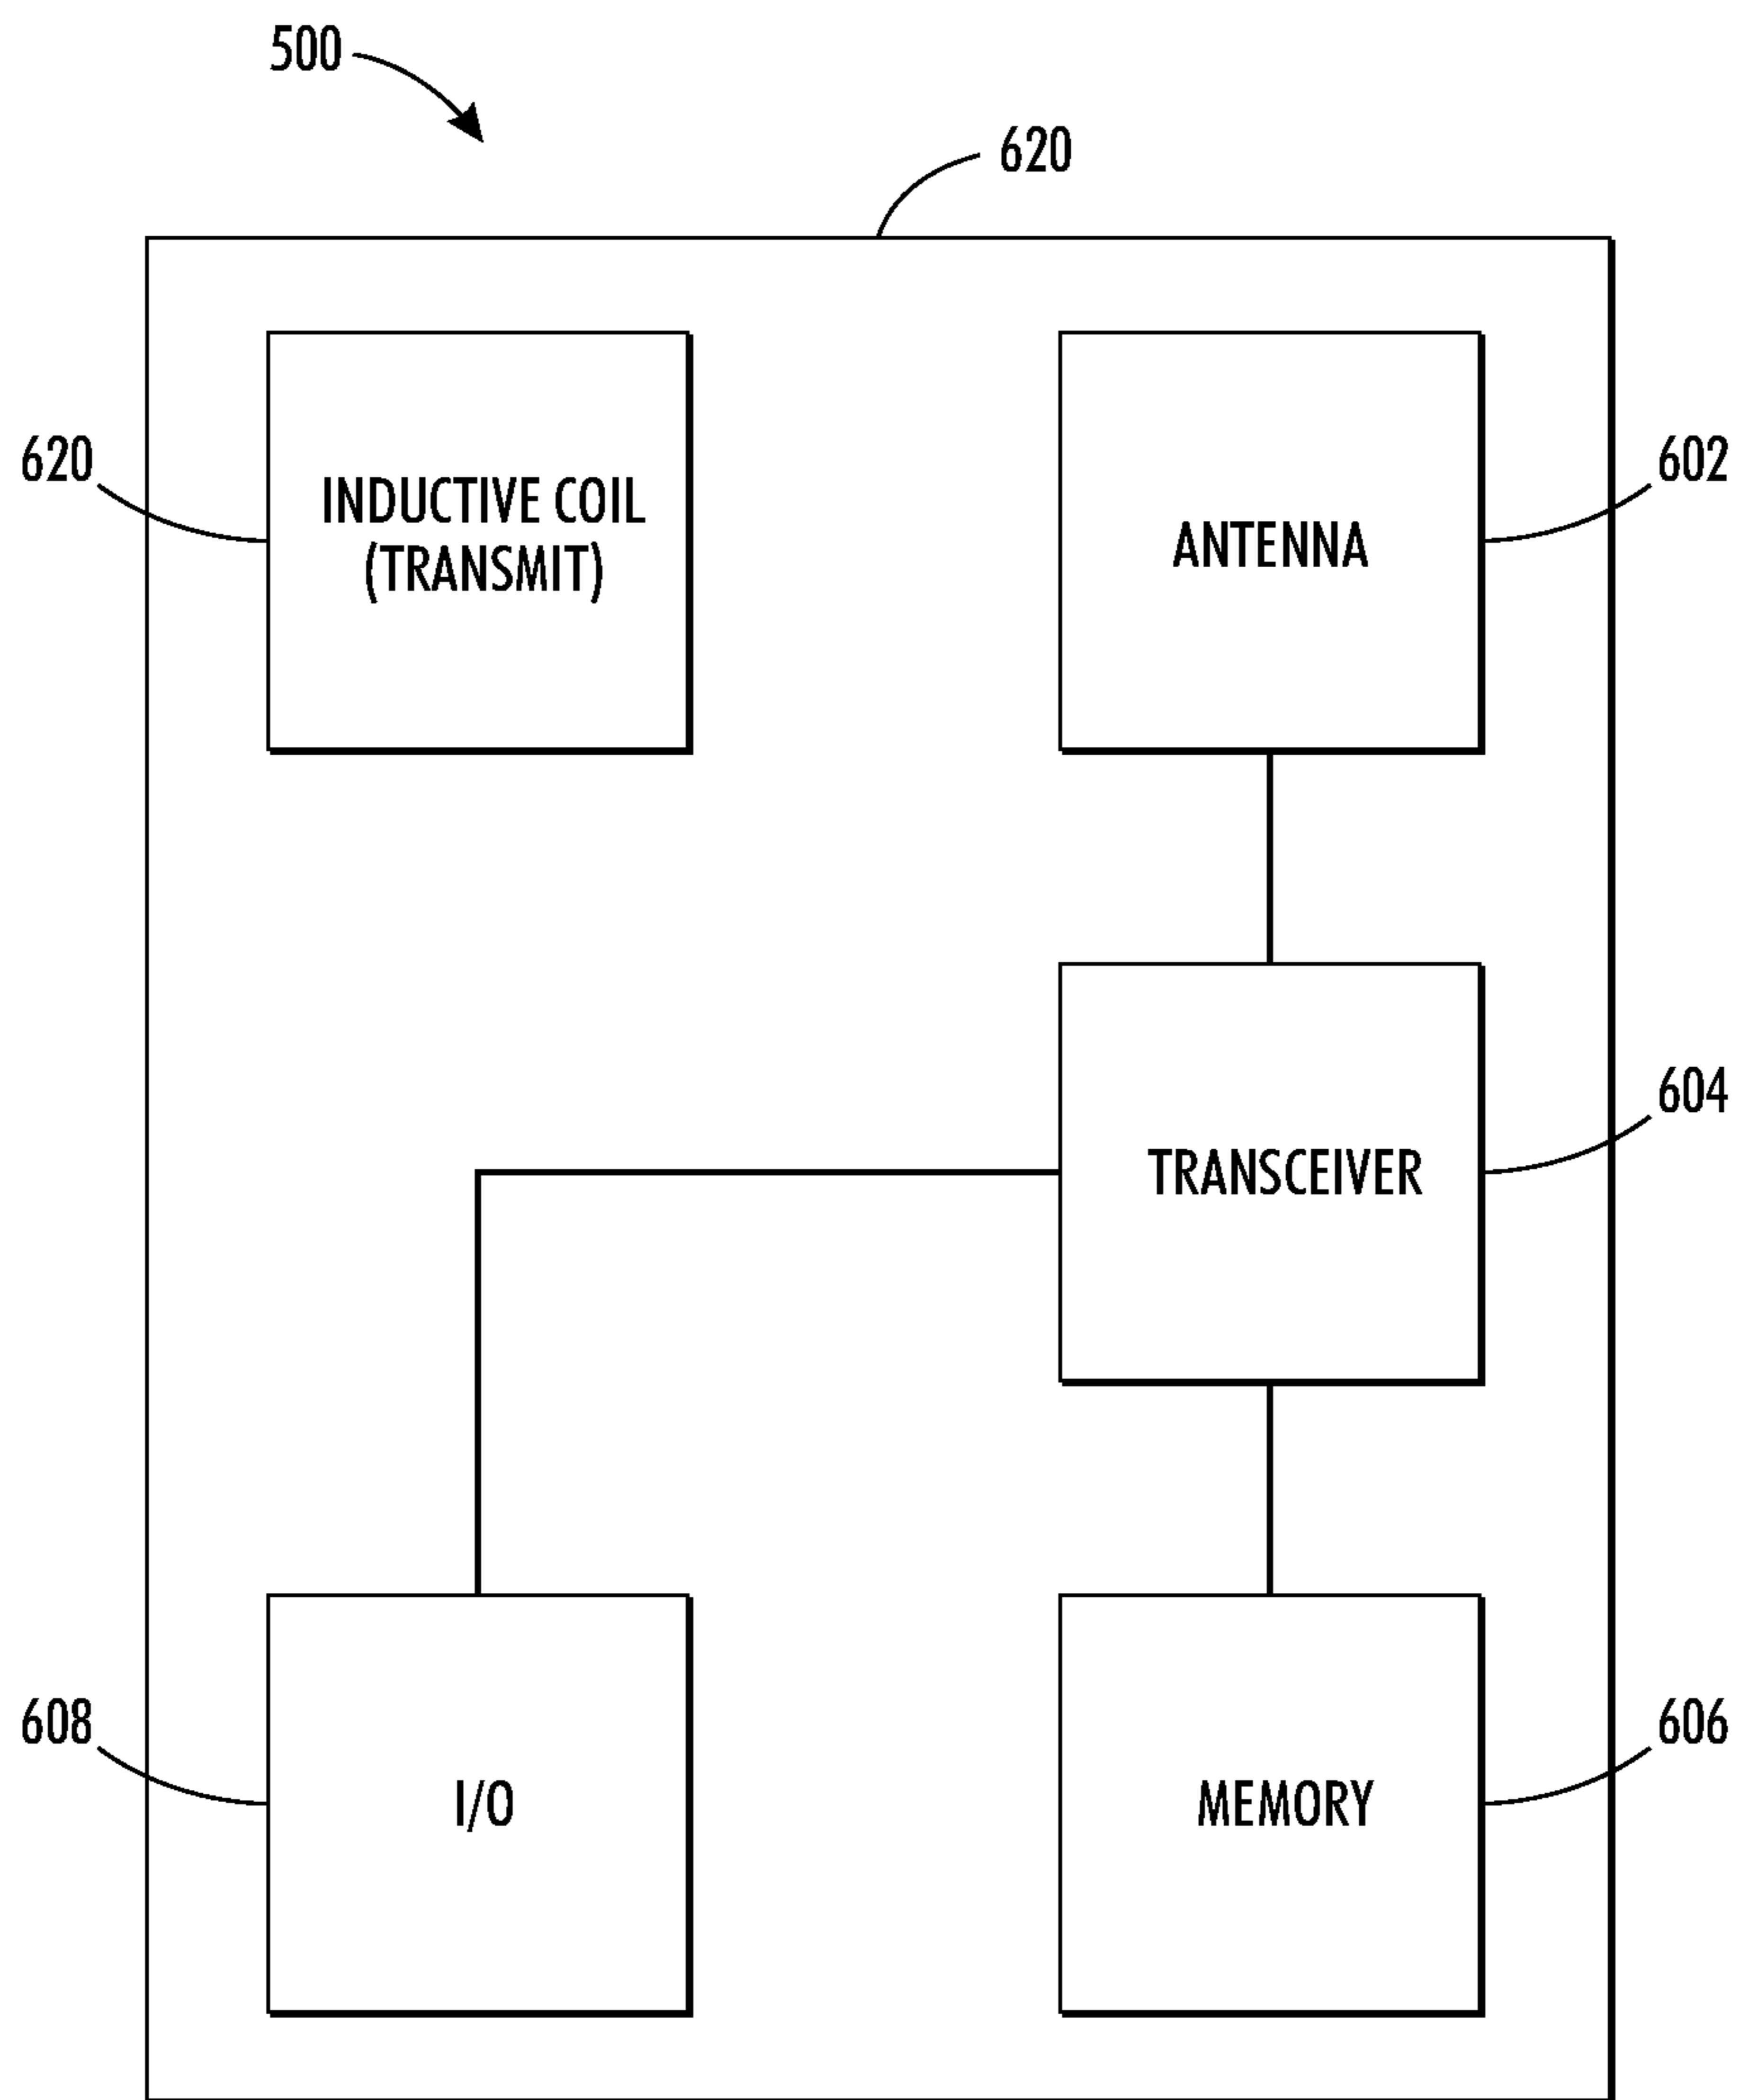 500
620
620
INDUCTIVE COIL
(TRANSMIT)
ANTENNA
602
TRANSCEIVER
604
608
I/O
MEMORY
606